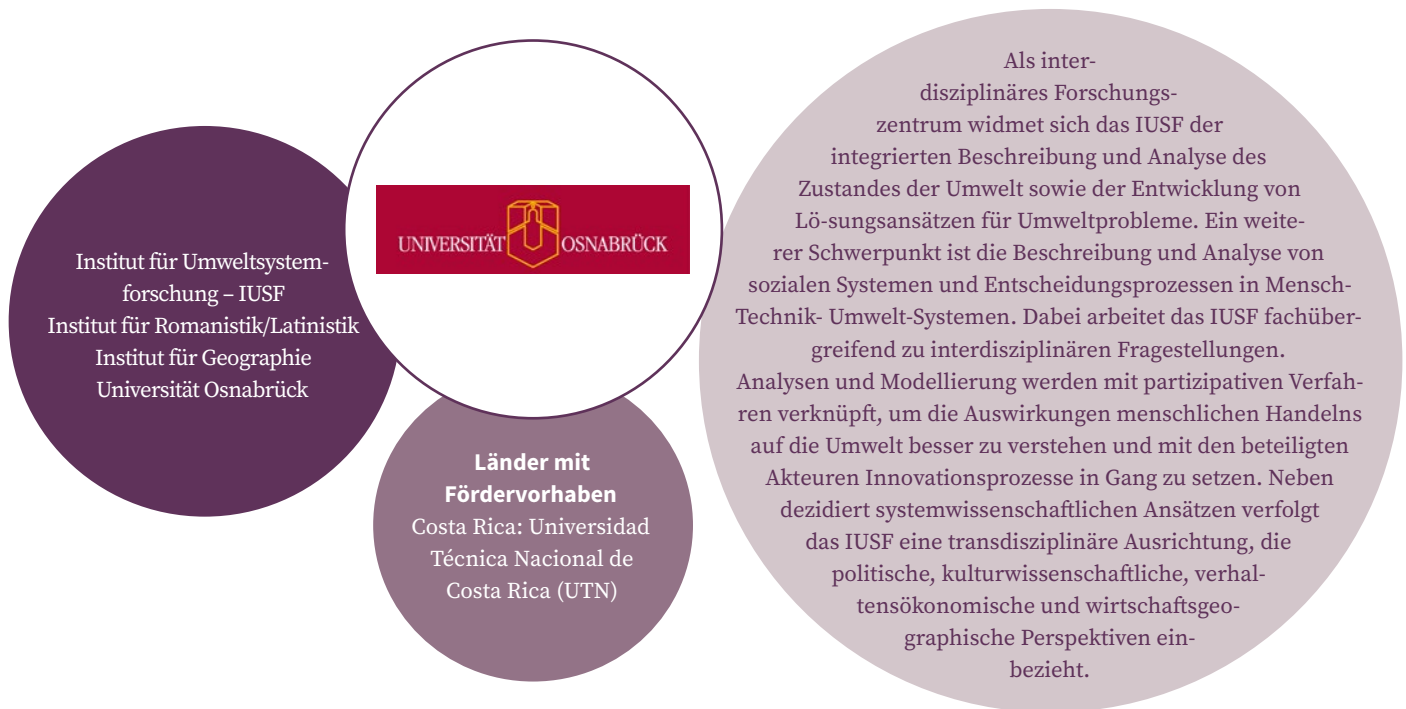 Institut für Umweltsystem-
forschung – IUSF
Institut für Romanistik/Latinistik
Institut für Geographie
Universität Osnabrück
UNIVERSITÄT OSNABRÜCK
Länder mit
Fördervorhaben
Costa Rica: Universidad
Técnica Nacional de
Costa Rica (UTN)
Als inter-
disziplinäres Forschungs-
zentrum widmet sich das IUSF der
integrierten Beschreibung und Analyse des
Zustandes der Umwelt sowie der Entwicklung von
Lö-sungsansätzen für Umweltprobleme. Ein weite-
rer Schwerpunkt ist die Beschreibung und Analyse von
sozialen Systemen und Entscheidungsprozessen in Mensch-
Technik- Umwelt-Systemen. Dabei arbeitet das IUSF fachüber-
greifend zu interdisziplinären Fragestellungen.
Analysen und Modellierung werden mit partizipativen Verfah-
ren verknüpft, um die Auswirkungen menschlichen Handelns
auf die Umwelt besser zu verstehen und mit den beteiligten
Akteuren Innovationsprozesse in Gang zu setzen. Neben
dezidiert systemwissenschaftlichen Ansätzen verfolgt
das IUSF eine transdisziplinäre Ausrichtung, die
politische, kulturwissenschaftliche, verhal-
tensökonomische und wirtschaftsgeo-
graphische Perspektiven ein-
bezieht.